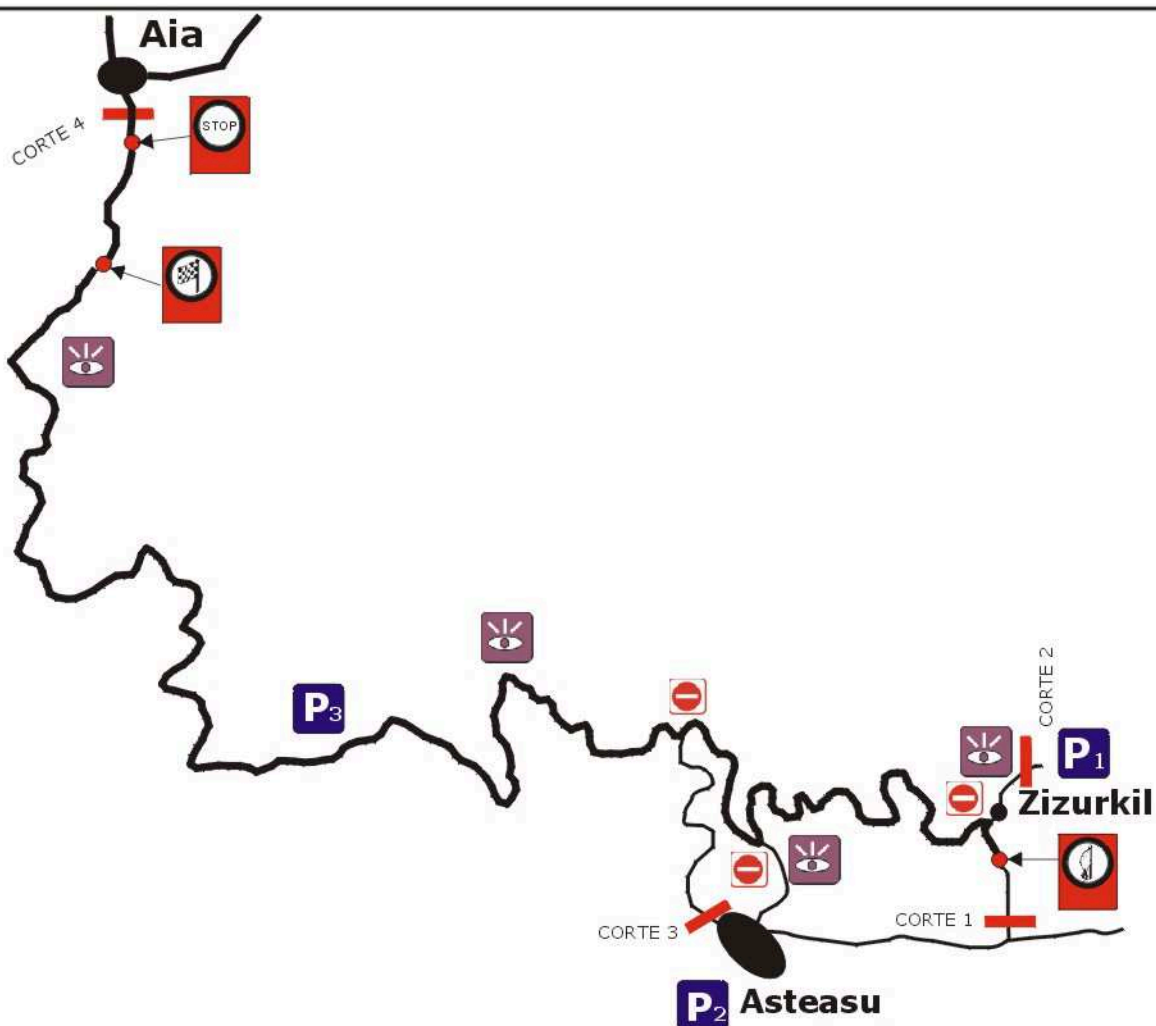 Aia
CORTE 4
STOP
CORTE 2
P3
P1
Zizurkil
CORTE 1
CORTE 3
P2 Asteasu